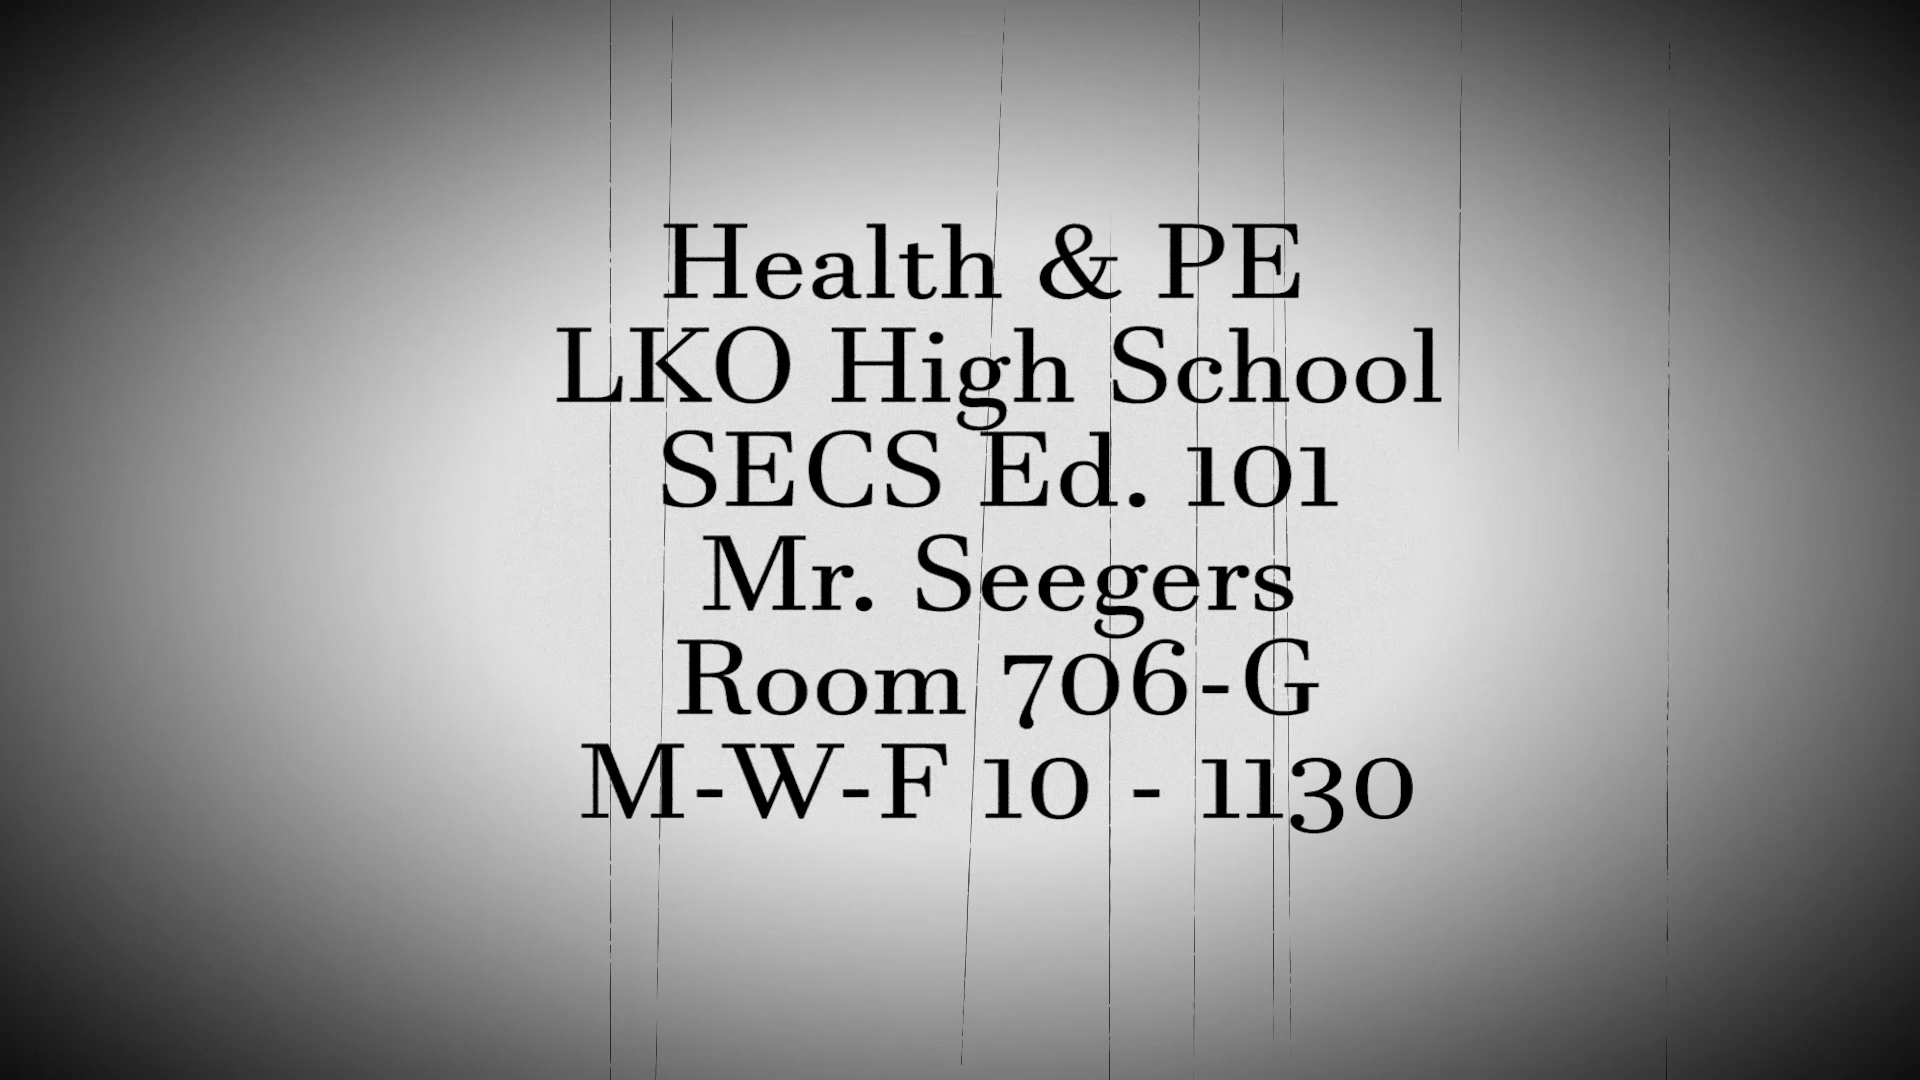 Health & PE
LKO High School
SECS Ed. 101
Mr. Seegers
Room 706-G
M-W-F 10 - 1130